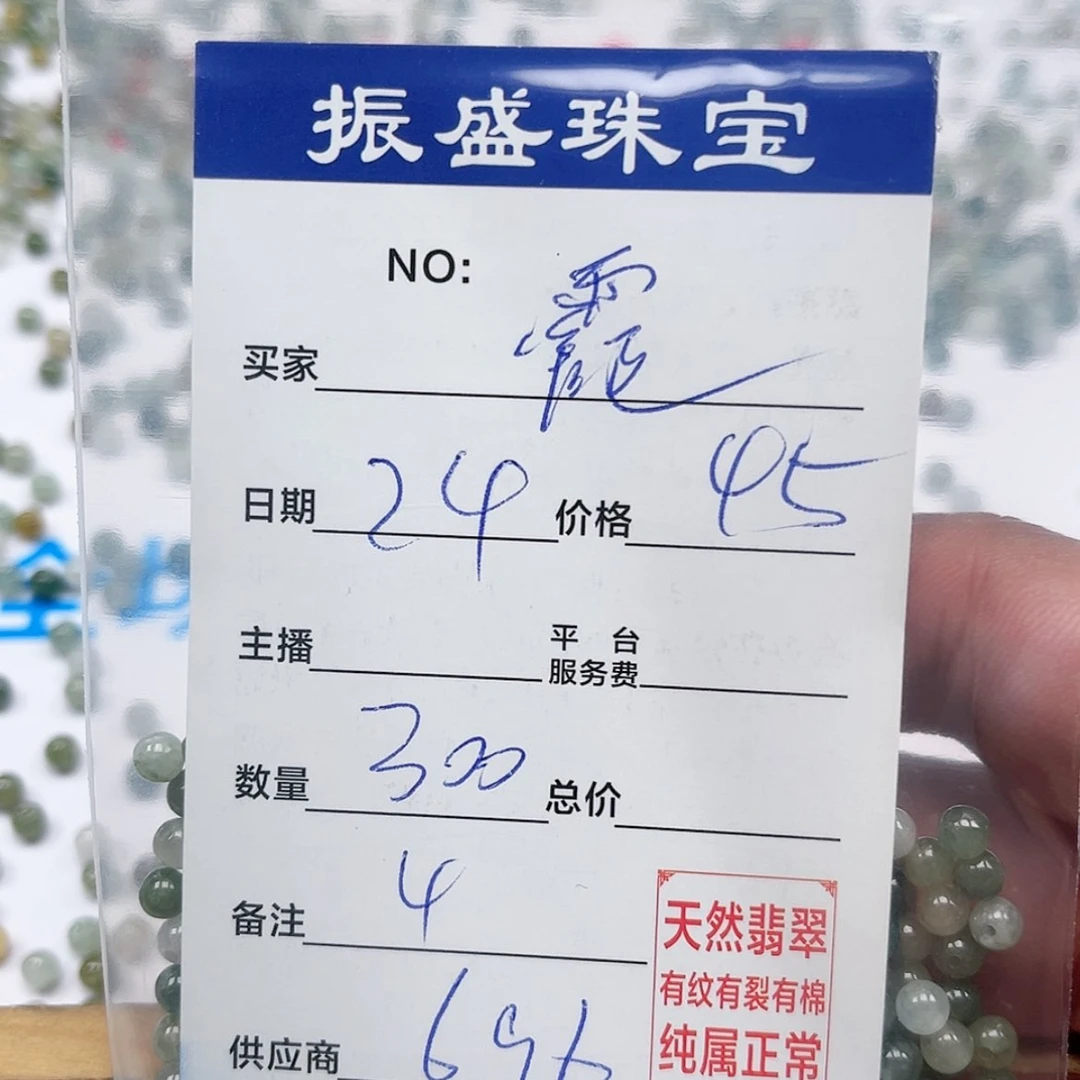 振盛珠宝
NO:
买家
日期 24 价格 45
主播 平台服务费
数量 300 总价
备注 4
天然翡翠
有纹有裂有棉
纯属正常
供应商 696